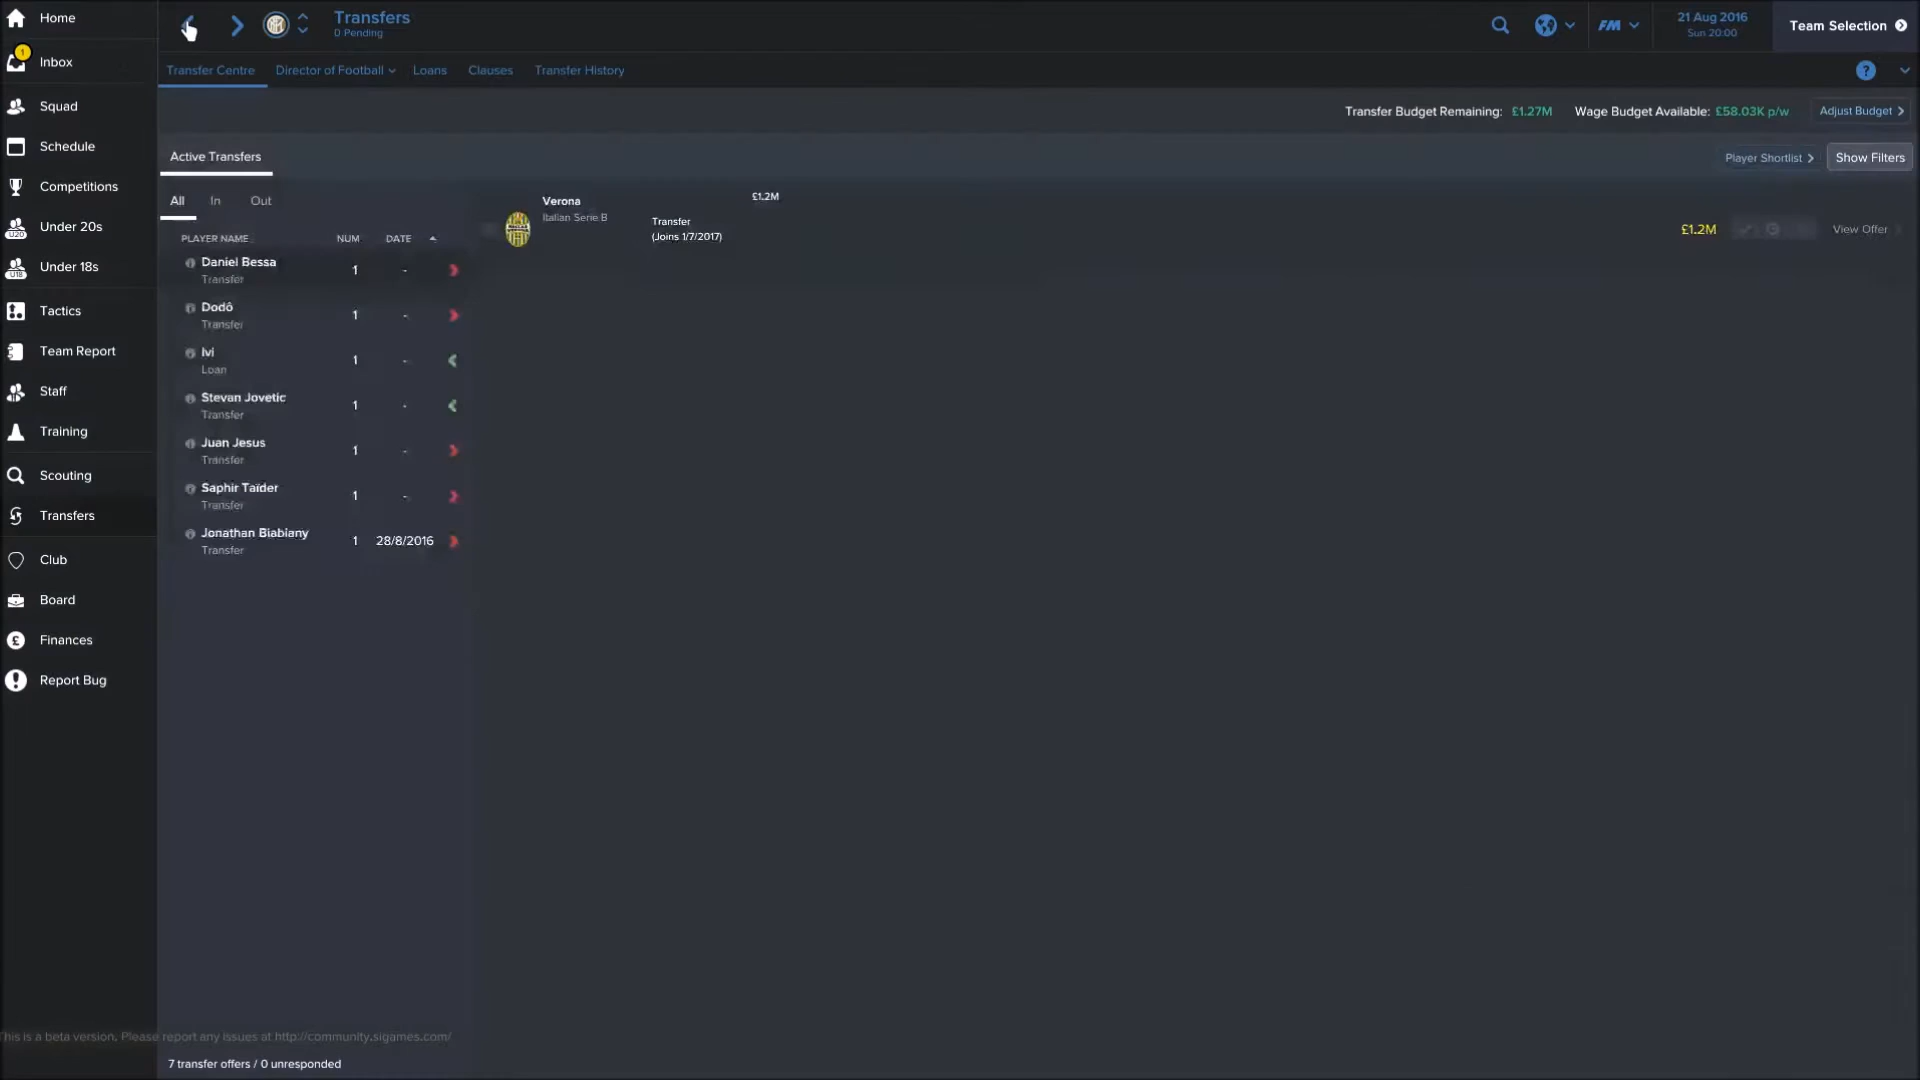 Home
1
Inbox
Squad
Schedule
Competitions
U20
Under 20s
U18
Under 18s
Tactics
Team Report
Staff
Training
Scouting
Transfers
Club
Board
Finances
Report Bug
Transfers
0 Pending
FM
21 Aug 2016
Sun 20:00
Team Selection
Transfer Centre
Director of Football
Loans
Clauses
Transfer History
?
Transfer Budget Remaining: £1.27M
Wage Budget Available: £58.03K p/w
Adjust Budget
Active Transfers
Player Shortlist
Show Filters
All
In
Out
PLAYER NAME
NUM
DATE
Daniel Bessa 1 -
Transfer
Dodô 1 -
Transfer
Ivi 1 -
Loan
Stevan Jovetic 1 -
Transfer
Juan Jesus 1 -
Transfer
Saphir Taïder 1 -
Transfer
Jonathan Biabiany 1 28/8/2016
Transfer
Verona
Italian Serie B
Transfer
(Joins 1/7/2017)
£1.2M
£1.2M
View Offer
This is a beta version, Please report any issues at http://community.sigames.com/
7 transfer offers / 0 unresponded